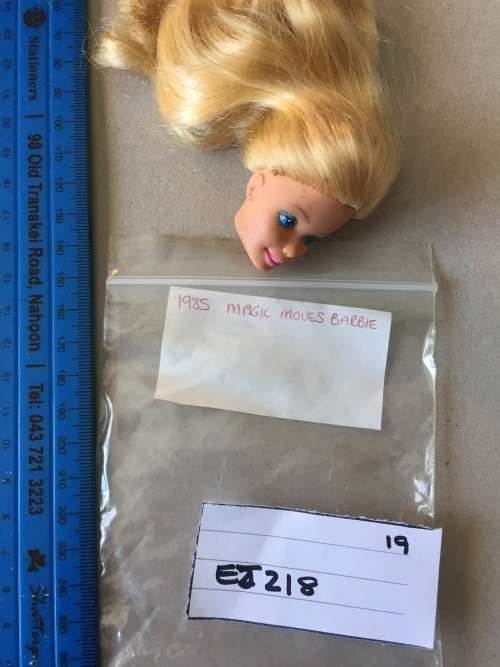 Stationers | 98 Old Transkei Road, Nahoon | Tel: 043 721 3223
1985 MAGIC MOVES BARBIE
19
EJ218